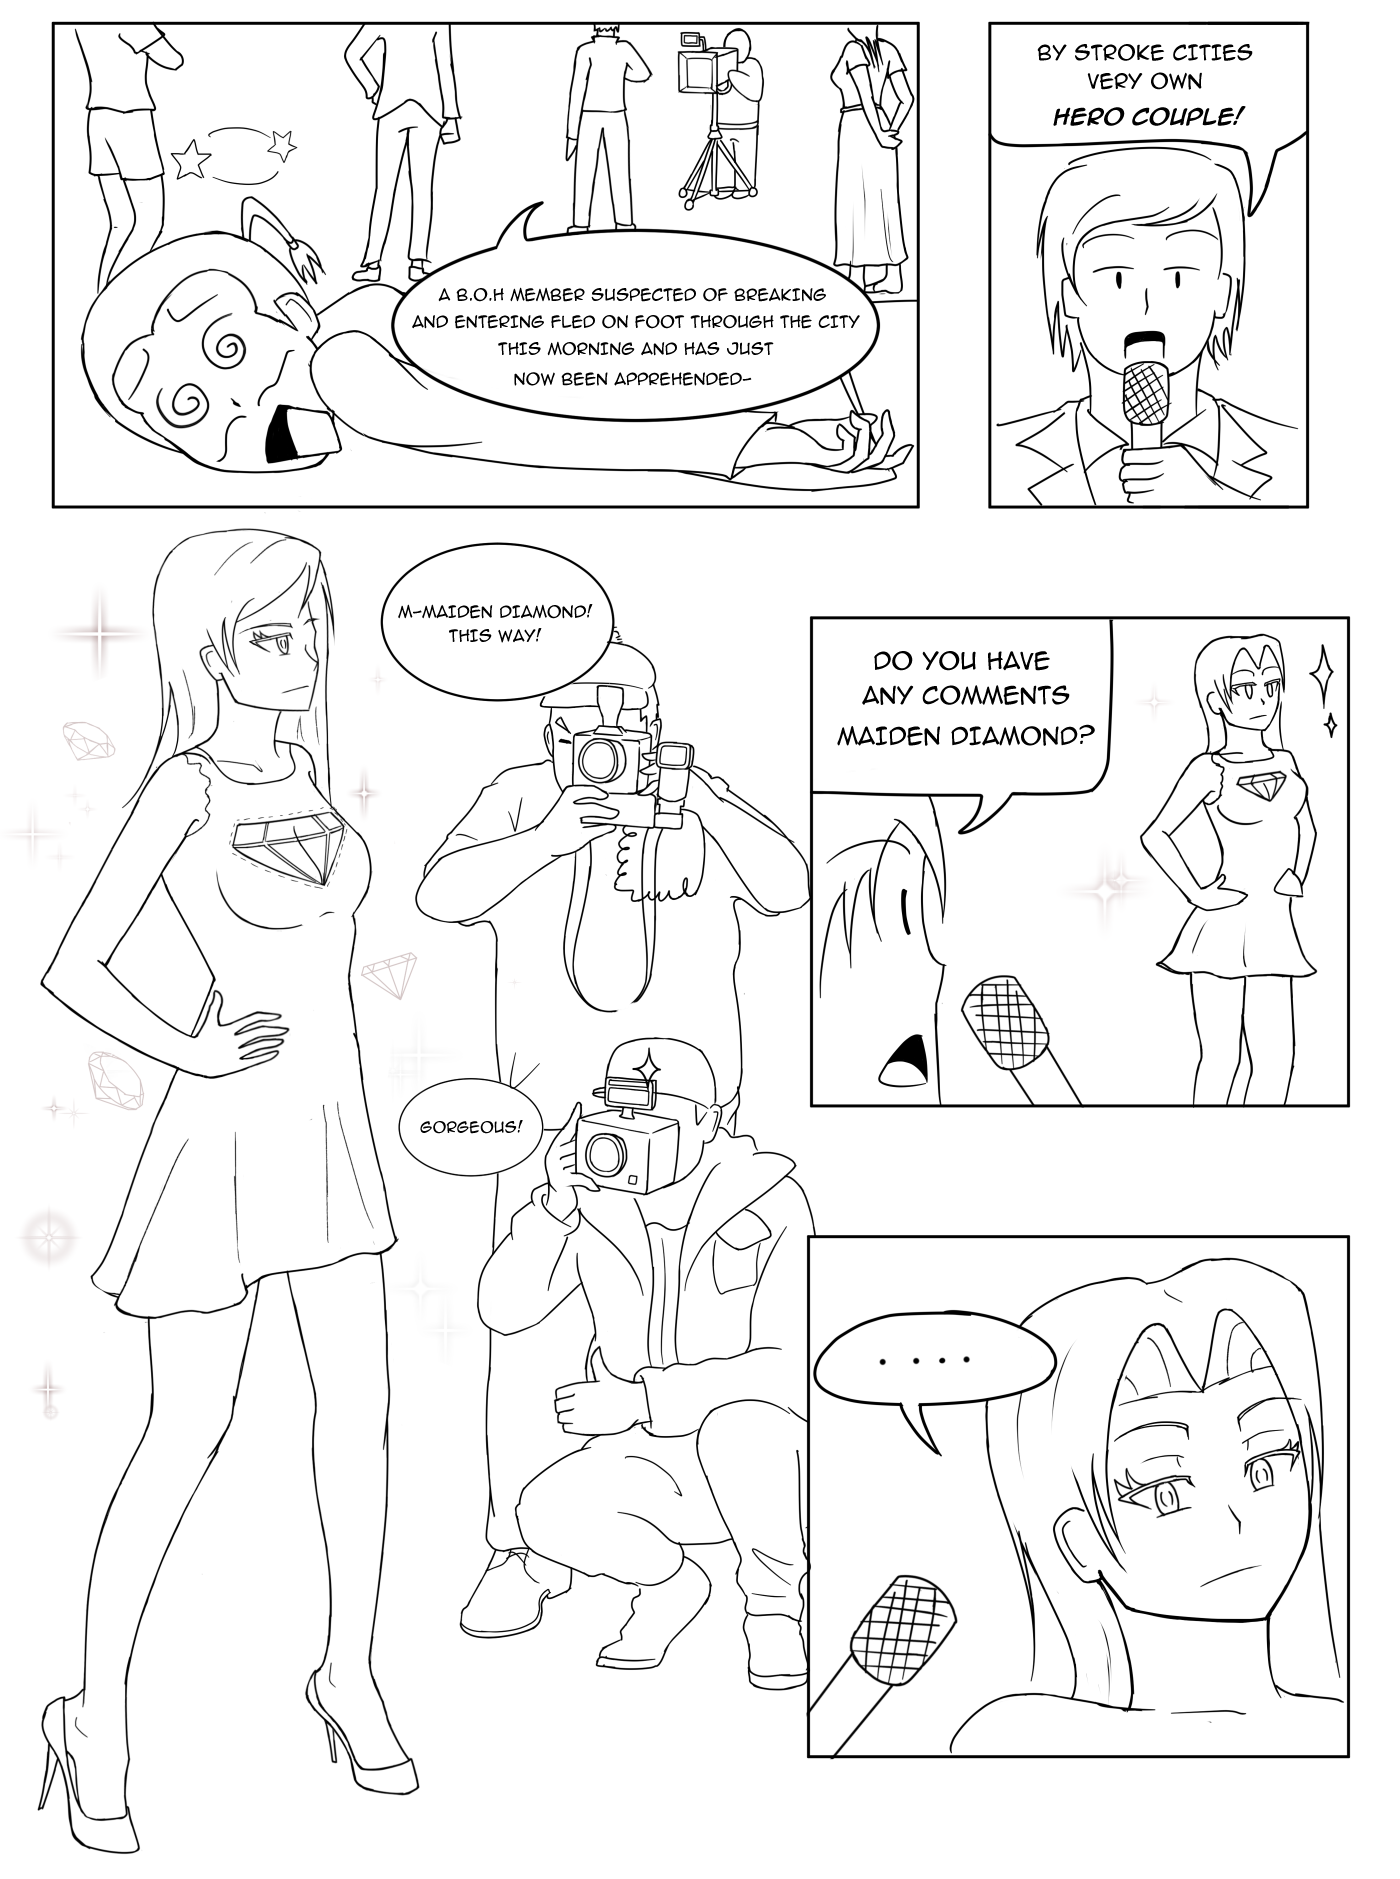 A B.O.H MEMBER SUSPECTED OF BREAKING
AND ENTERING FLED ON FOOT THROUGH THE CITY
THIS MORNING AND HAS JUST
NOW BEEN APPREHENDED-
BY STROKE CITIES
VERY OWN
HERO COUPLE!
M-MAIDEN DIAMOND!
THIS WAY!
GORGEOUS!
DO YOU HAVE
ANY COMMENTS
MAIDEN DIAMOND?
. . . .